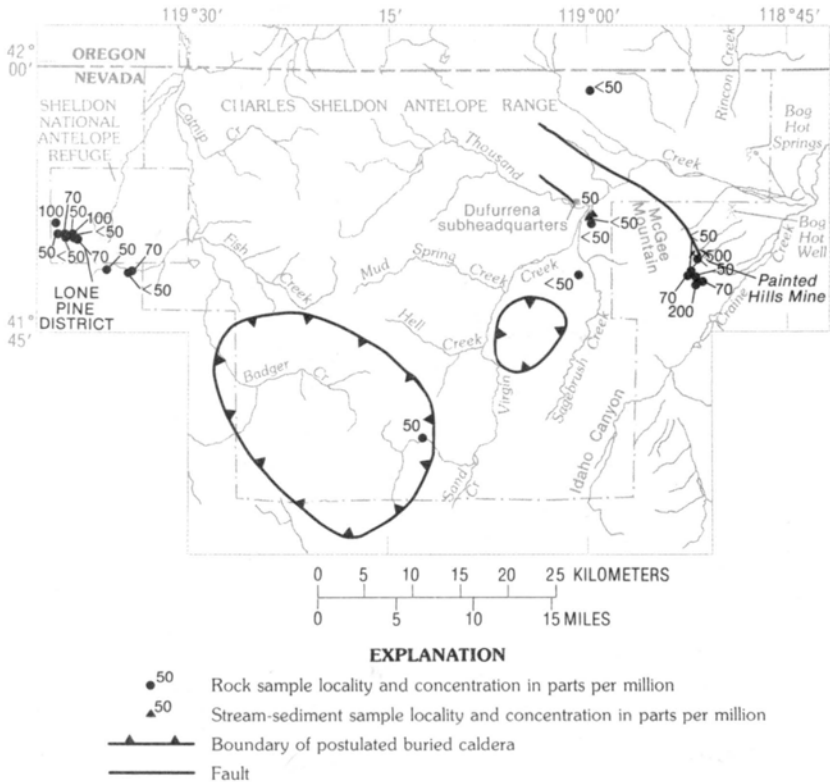 119°30' 15' 119°00' 118°45'
42°
00'
OREGON
NEVADA
SHELDON
NATIONAL
ANTELOPE
REFUGE
CHARLES SHELDON ANTELOPE RANGE
Catnip
Cr
<50
Rincon Creek
Bog
Hot
Springs
Thousand
Creek
Dufurrena
subheadquarters
50
<50
<50
McGee
Mountain
Bog
Hot
Well
100
70
50
100
<50
50
<50
70
50
70
<50
LONE
PINE
DISTRICT
Fish
Creek
Mud Spring Creek
Creek
<50
<50
500
50
70
70
200
Painted
Hills Mine
Craine
Creek
41°
45'
Hell
Creek
Badger
Cr
Virgin
Sagebrush Creek
Idaho Canyon
50
Sand
Cr
0 5 10 15 20 25 KILOMETERS
0 5 10 15 MILES
EXPLANATION
50 Rock sample locality and concentration in parts per million
50 Stream-sediment sample locality and concentration in parts per million
Boundary of postulated buried caldera
Fault